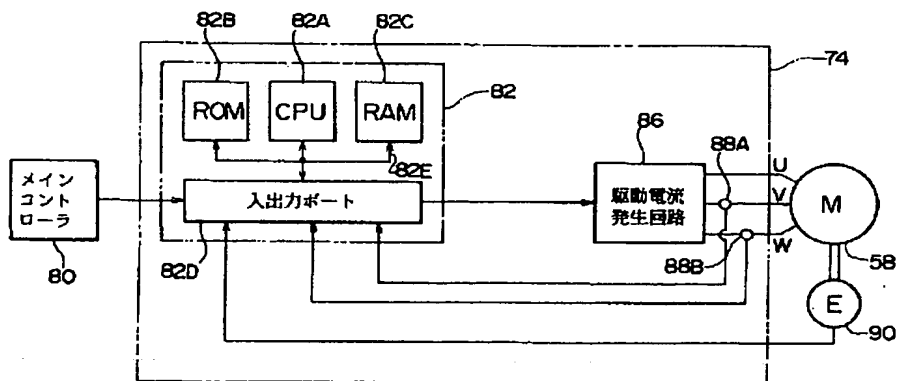 82B
82A
82C
74
ROM
CPU
RAM
82
82E
86
88A
U
メイン
コント
ローラ
入出力ポート
駆動電流
発生回路
V
M
W
80
82D
88B
58
E
90